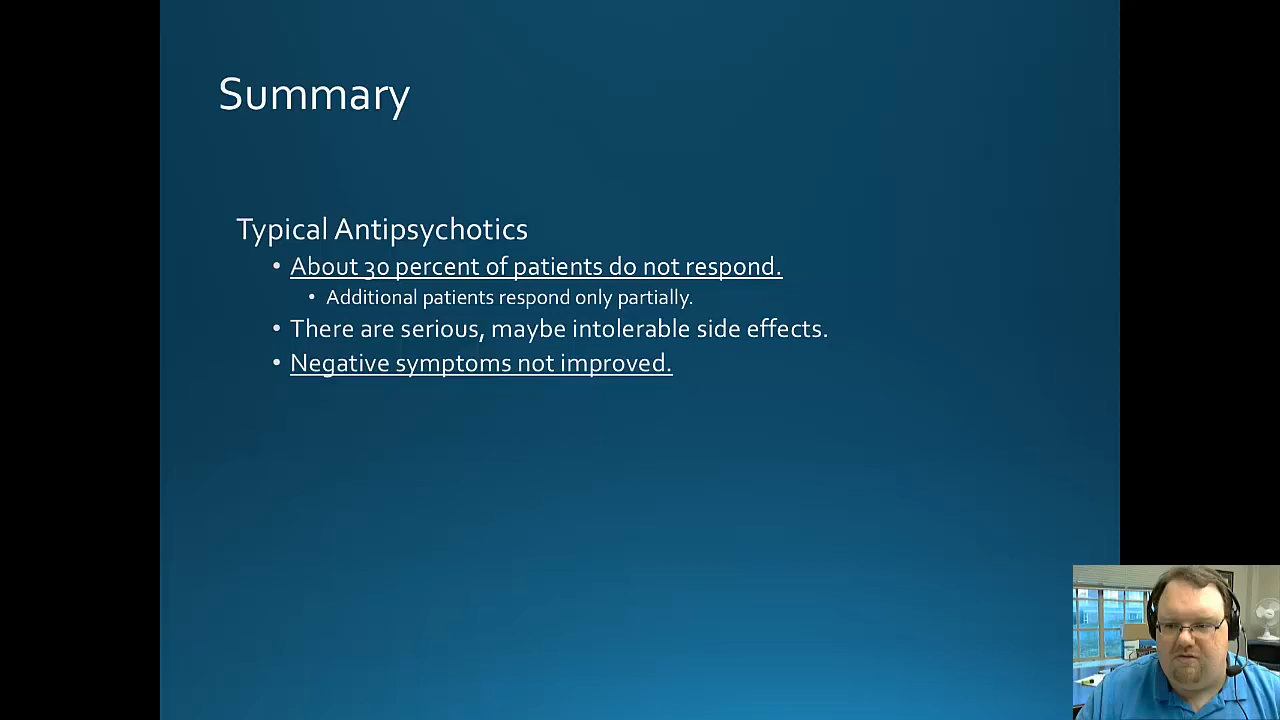 Summary
Typical Antipsychotics
• About 30 percent of patients do not respond.
• Additional patients respond only partially.
• There are serious, maybe intolerable side effects.
• Negative symptoms not improved.